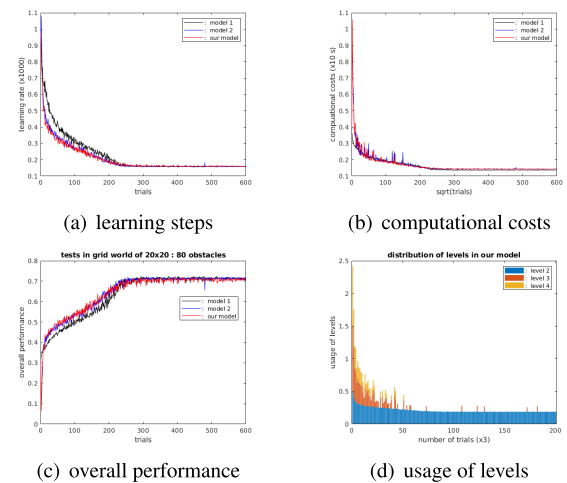 1.1
1
0.9
0.8
0.7
0.6
0.5
0.4
0.3
0.2
0.1
0 100 200 300 400 500 600
learning rate (x1000)
trials
: model 1
: model 2
: our model
(a) learning steps
1.1
1
0.9
0.8
0.7
0.6
0.5
0.4
0.3
0.2
0.1
0 100 200 300 400 500 600
compuational costs (x10 s)
sqrt(trials)
: model 1
: model 2
: our model
(b) computational costs
tests in grid world of 20x20 : 80 obstacles
0.8
0.7
0.6
0.5
0.4
0.3
0.2
0.1
0
0 100 200 300 400 500 600
overall performance
trials
: model 1
: model 2
: our model
(c) overall performance
distribution of levels in our model
2.5
2
1.5
1
0.5
0
0 50 100 150 200
usage of levels
number of trials (x3)
: level 2
: level 3
: level 4
(d) usage of levels